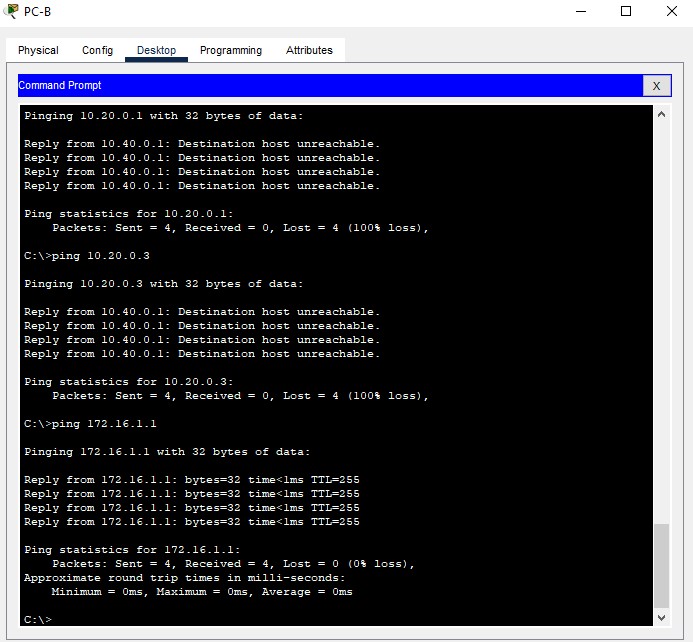 PC-B
Physical Config Desktop Programming Attributes
Command Prompt
X
Pinging 10.20.0.1 with 32 bytes of data:
Reply from 10.40.0.1: Destination host unreachable.
Reply from 10.40.0.1: Destination host unreachable.
Reply from 10.40.0.1: Destination host unreachable.
Reply from 10.40.0.1: Destination host unreachable.
Ping statistics for 10.20.0.1:
Packets: Sent = 4, Received = 0, Lost = 4 (100% loss),
C:\>ping 10.20.0.3
Pinging 10.20.0.3 with 32 bytes of data:
Reply from 10.40.0.1: Destination host unreachable.
Reply from 10.40.0.1: Destination host unreachable.
Reply from 10.40.0.1: Destination host unreachable.
Reply from 10.40.0.1: Destination host unreachable.
Ping statistics for 10.20.0.3:
Packets: Sent = 4, Received = 0, Lost = 4 (100% loss),
C:\>ping 172.16.1.1
Pinging 172.16.1.1 with 32 bytes of data:
Reply from 172.16.1.1: bytes=32 time<1ms TTL=255
Reply from 172.16.1.1: bytes=32 time<1ms TTL=255
Reply from 172.16.1.1: bytes=32 time<1ms TTL=255
Reply from 172.16.1.1: bytes=32 time<1ms TTL=255
Ping statistics for 172.16.1.1:
Packets: Sent = 4, Received = 4, Lost = 0 (0% loss),
Approximate round trip times in milli-seconds:
Minimum = 0ms, Maximum = 0ms, Average = 0ms
C:\>